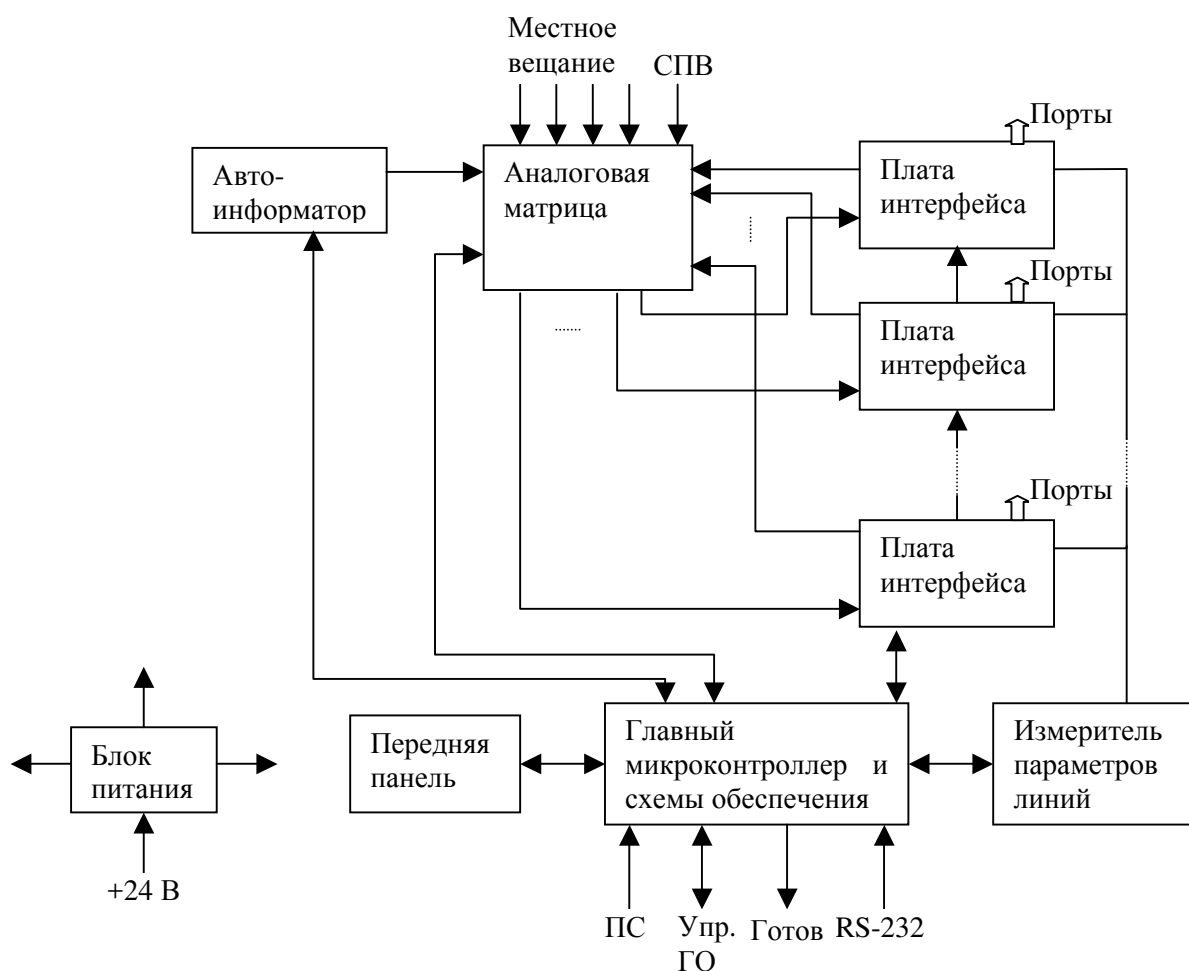 Местное
вещание
СПВ
Порты
Авто-
информатор
Аналоговая
матрица
Плата
интерфейса
Порты
Плата
интерфейса
Порты
Плата
интерфейса
Блок
питания
+24 В
Передняя
панель
Главный
микроконтроллер и
схемы обеспечения
Измеритель
параметров
линий
ПС
Упр.
ГО
Готов
RS-232